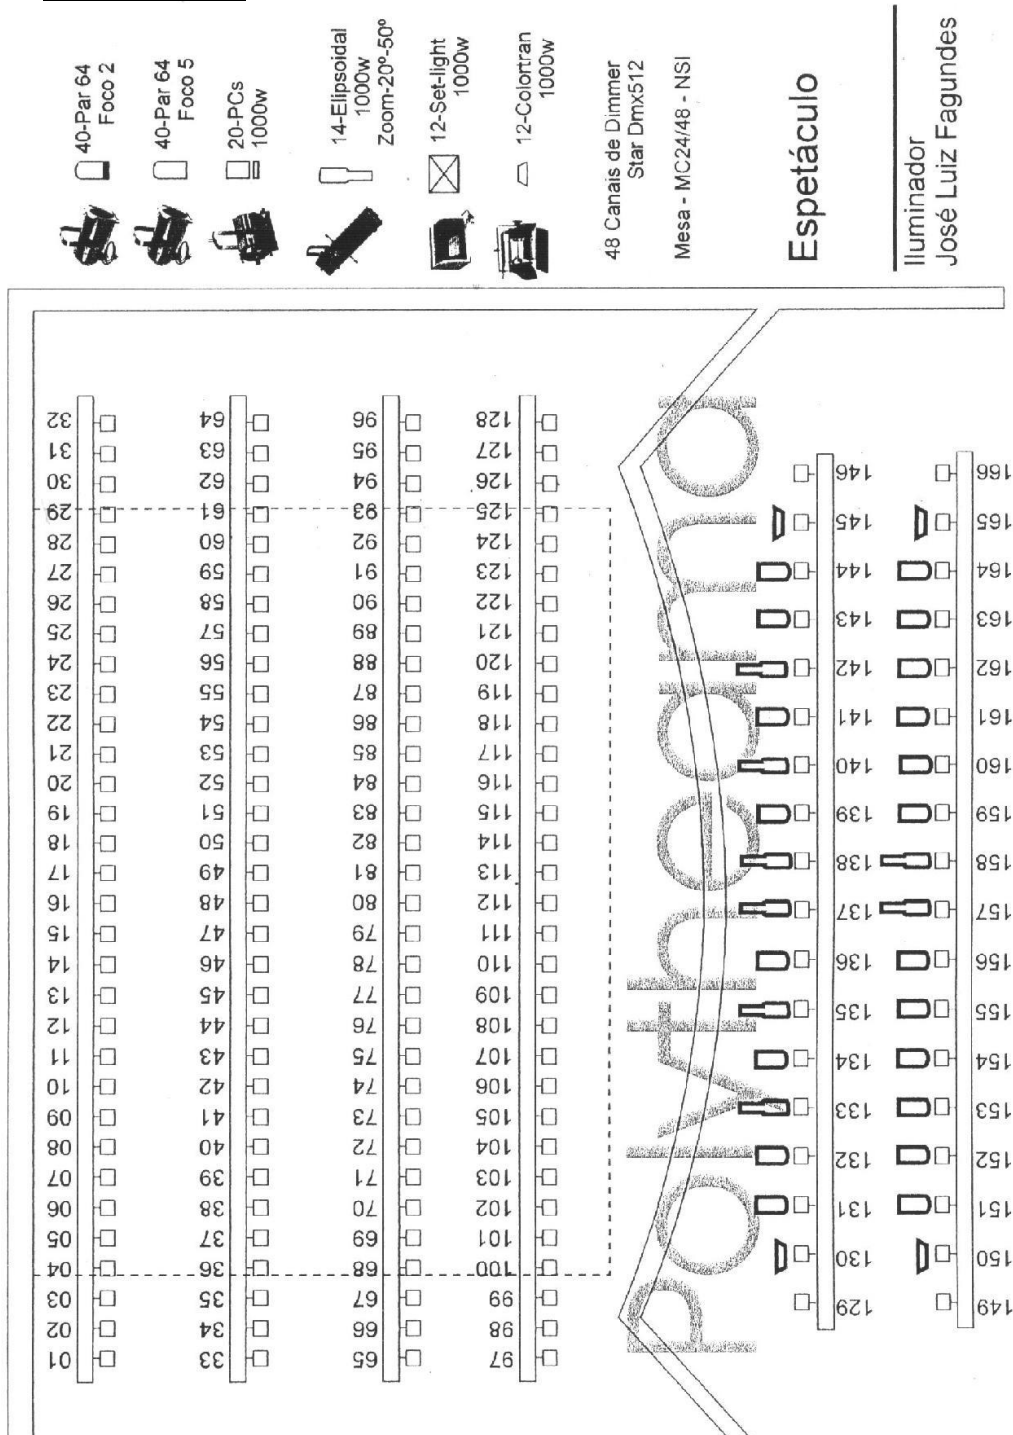 40-Par 64
Foco 2
40-Par 64
Foco 5
20-PCs
1000w
14-Elipsoidal
1000w
Zoom-20º-50º
12-Set-light
1000w
12-Colortran
1000w
48 Canais de Dimmer
Star Dmx512
Mesa - MC24/48 - NSI
Espetáculo
Iluminador
José Luiz Fagundes
01 02 03 04 05 06 07 08 09 10 11 12 13 14 15 16 17 18 19 20 21 22 23 24 25 26 27 28 29 30 31 32
33 34 35 36 37 38 39 40 41 42 43 44 45 46 47 48 49 50 51 52 53 54 55 56 57 58 59 60 61 62 63 64
65 66 67 68 69 70 71 72 73 74 75 76 77 78 79 80 81 82 83 84 85 86 87 88 89 90 91 92 93 94 95 96
97 98 99 100 101 102 103 104 105 106 107 108 109 110 111 112 113 114 115 116 117 118 119 120 121 122 123 124 125 126 127 128
129 130 131 132 133 134 135 136 137 138 139 140 141 142 143 144 145 146
149 150 151 152 153 154 155 156 157 158 159 160 161 162 163 164 165 166